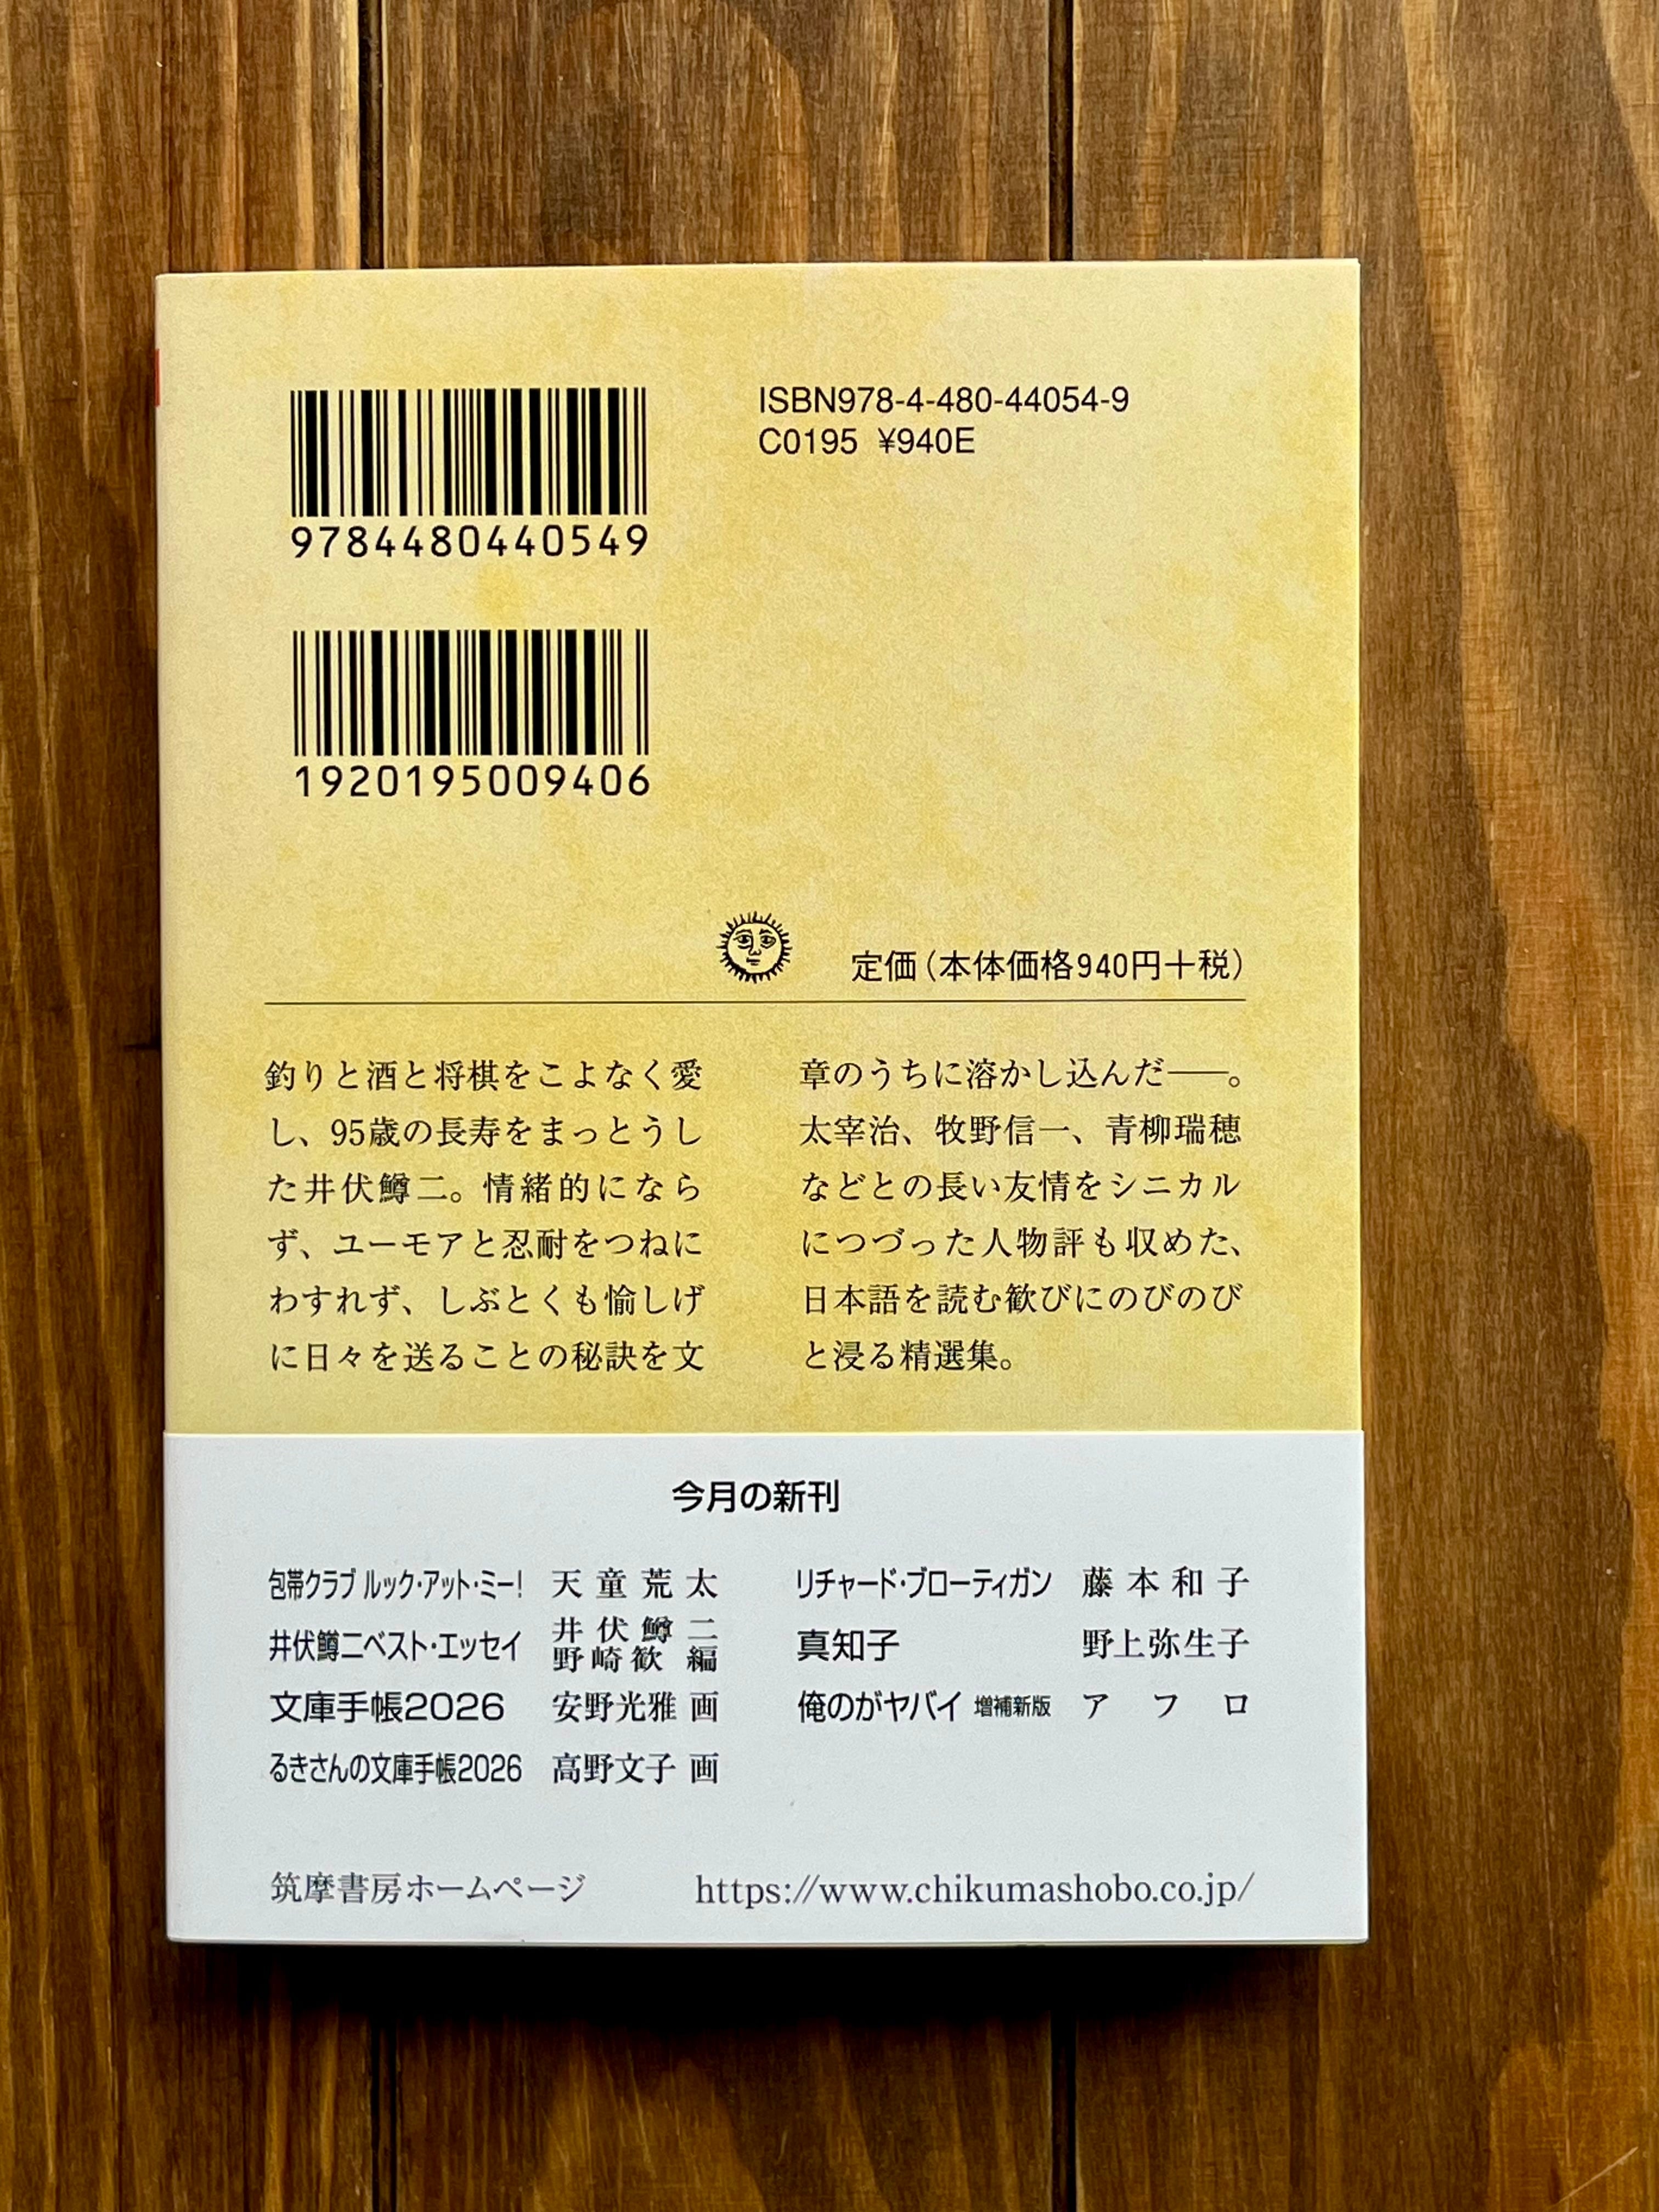 9784480440549
1920195009406
ISBN978-4-480-44054-9
C0195 ¥940E
定価(本体価格940円+税)
釣りと酒と将棋をこよなく愛
し、95歳の長寿をまっとうし
た井伏鱒二。情緒的になら
ず、ユーモアと忍耐をつねに
わすれず、しぶとくも愉しげ
に日々を送ることの秘訣を文
章のうちに溶かし込んだ――。
太宰治、牧野信一、青柳瑞穂
などとの長い友情をシニカル
につづった人物評も収めた、
日本語を読む歓びにのびのび
と浸る精選集。
今月の新刊
包帯クラブ ルック・アット・ミー! 天童荒太
井伏鱒二ベスト・エッセイ 井伏鱒二
野崎歓 編
文庫手帳2026 安野光雅 画
るきさんの文庫手帳2026 高野文子 画
リチャード・ブローティガン 藤本和子
真知子 野上弥生子
俺のがヤバイ 増補新版 アフロ
筑摩書房ホームページ https://www.chikumashobo.co.jp/